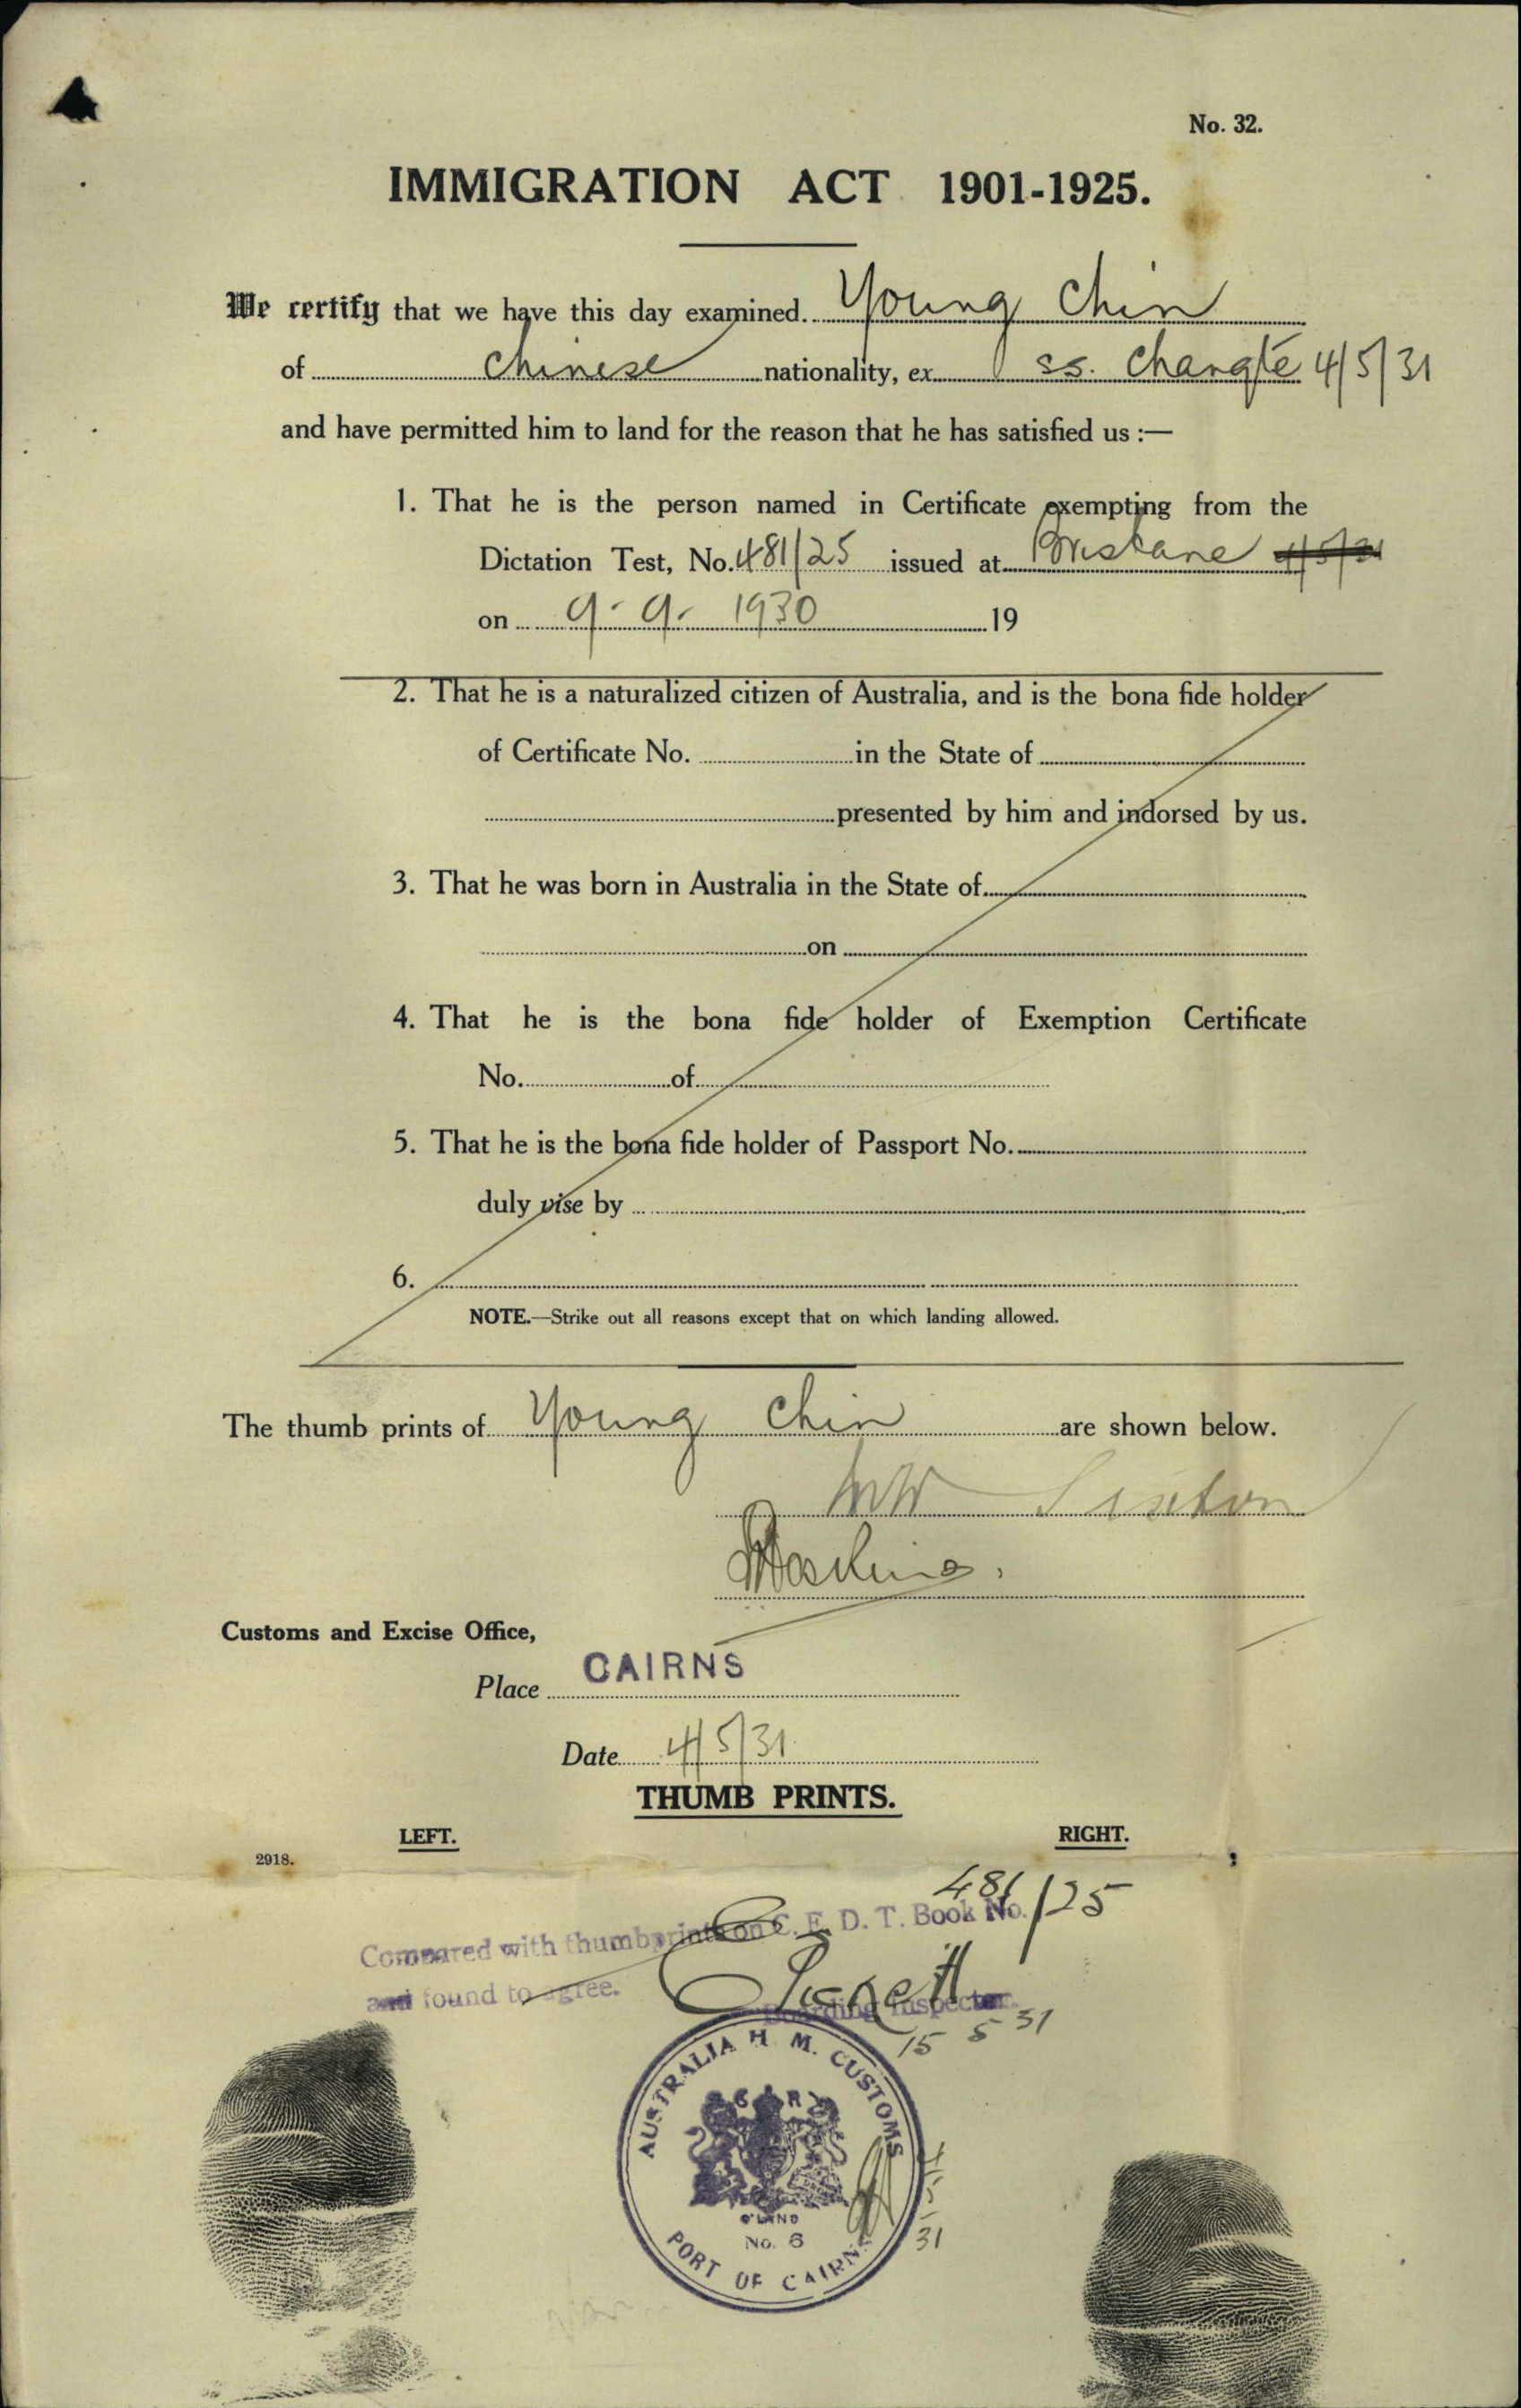 No. 32.
IMMIGRATION ACT 1901-1925.
We certify that we have this day examined Young Chin
of Chinese nationality, ex ss. Changte 4/5/31
and have permitted him to land for the reason that he has satisfied us :—
1. That he is the person named in Certificate exempting from the
Dictation Test, No. 481/25 issued at Brisbane 4/5/31
on 9-9-1930 19
2. That he is a naturalized citizen of Australia, and is the bona fide holder
of Certificate No. in the State of
presented by him and indorsed by us.
3. That he was born in Australia in the State of
on
4. That he is the bona fide holder of Exemption Certificate
No. of
5. That he is the bona fide holder of Passport No.
duly vise by
6.
NOTE.—Strike out all reasons except that on which landing allowed.
The thumb prints of Young Chin are shown below.
Customs and Excise Office,
Place CAIRNS
Date 4/5/31
THUMB PRINTS.
LEFT. RIGHT.
2918.
481/25
Compared with thumbprints on C. E. D. T. Book No.
and found to agree.
Boarding Inspector.
15 5 31
AUSTRALIA H. M. CUSTOMS
G R
Q'LAND
No. 6
PORT OF CAIRNS
31